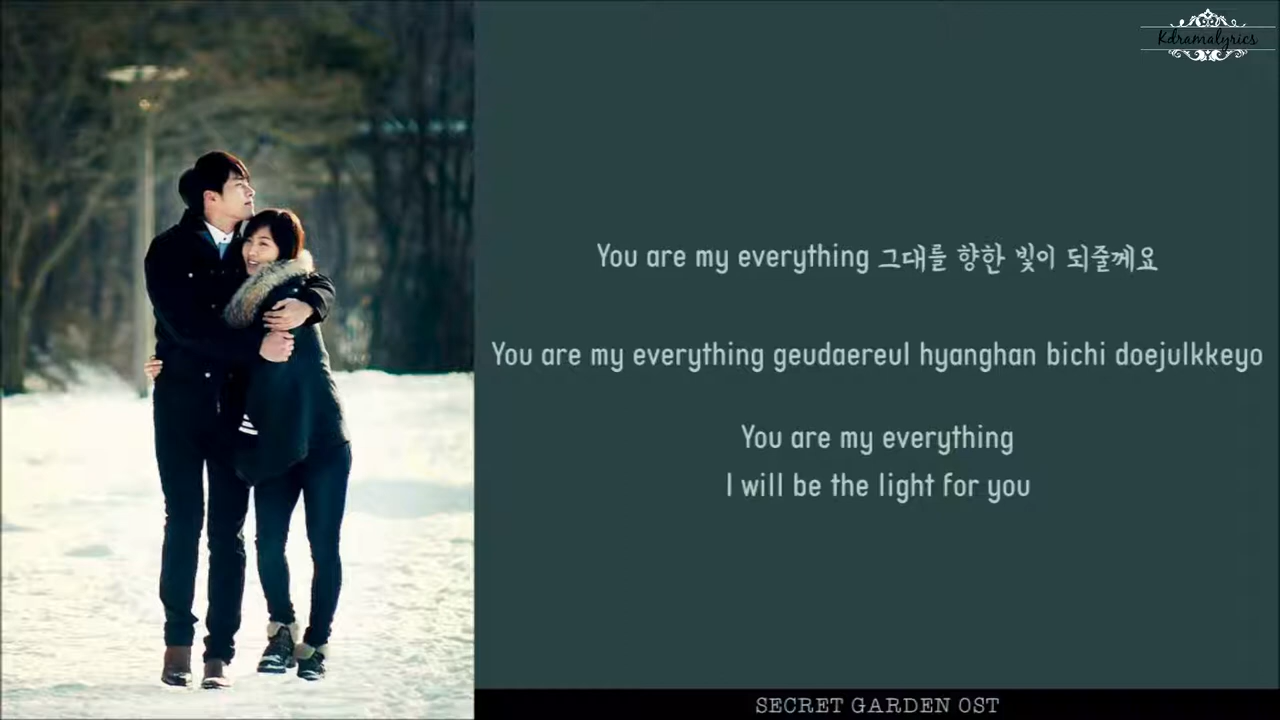 Kdramalyrics
You are my everything 그대를 향한 빛이 되줄께요
You are my everything geudaereul hyanghan bichi doejulkkeyo
You are my everything
I will be the light for you
SECRET GARDEN OST